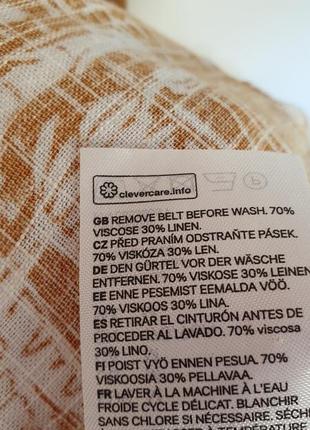 clevercare.info
GB REMOVE BELT BEFORE WASH. 70%
VISCOSE 30% LINEN.
CZ PŘED PRANÍM ODSTRAŇTE PÁSEK.
70% VISKÓZA 30% LEN.
DE DEN GÜRTEL VOR DER WÄSCHE
ENTFERNEN. 70% VISKOSE 30% LEINEN
EE ENNE PESEMIST EEMALDA VÖÖ.
70% VISKOOS 30% LINA.
ES RETIRAR EL CINTURÓN ANTES DE
PROCEDER AL LAVADO. 70% viscosa
30% LINO.
FI POIST VYÖ ENNEN PESUA. 70%
VISKOOSIA 30% PELLAVAA.
FR LAVER À LA MACHINE À L'EAU
FROIDE CYCLE DÉLICAT. BLANCHIR
SANS CHLORE SI NÉCESSAIRE. SÉCH
À TEMPÉRATURE